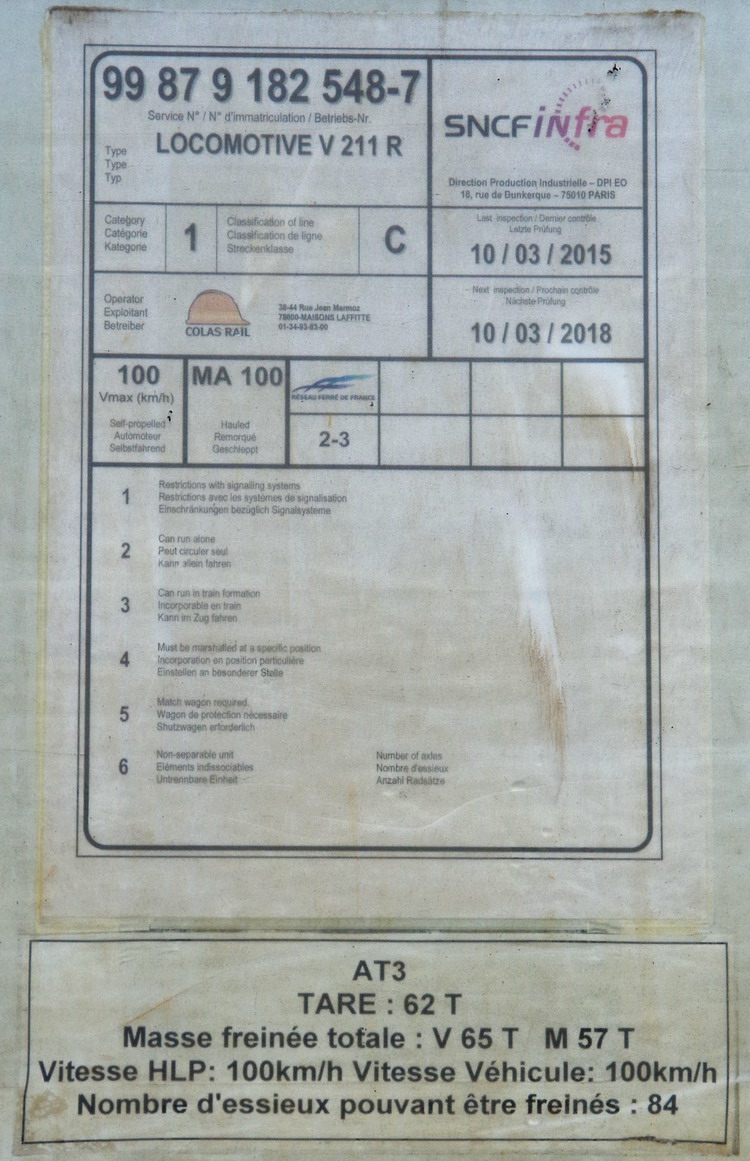 99 87 9 182 548-7
Service N° / N° d'immatriculation / Betriebs-Nr.
Type
Type
Typ
LOCOMOTIVE V 211 R
SNCF infra
Direction Production Industrielle – DPI EO
18, rue de Dunkerque – 75010 PARIS
Category
Catégorie
Kategorie
1
Classification of line
Classification de ligne
Streckenklasse
C
Last inspection / Dernier contrôle
Letzte Prüfung
10 / 03 / 2015
Operator
Exploitant
Betreiber
COLAS RAIL
38-44 Rue Jean Mermoz
78600-MAISONS LAFFITTE
01-34-93-83-00
Next inspection / Prochain contrôle
Nächste Prüfung
10 / 03 / 2018
100
Vmax (km/h)
Self-propelled
Automoteur
Selbstfahrend
MA 100
Hauled
Remorqué
Geschleppt
RÉSEAU FERRÉ DE FRANCE
2-3
1
Restrictions with signalling systems
Restrictions avec les systèmes de signalisation
Einschränkungen bezüglich Signalsysteme
2
Can run alone
Peut circuler seul
Kann allein fahren
3
Can run in train formation
Incorporable en train
Kann im Zug fahren
4
Must be marshalled at a specific position
Incorporation en position particulière
Einstellen an besonderer Stelle
5
Match wagon required.
Wagon de protection nécessaire
Shutzwagen erforderlich
6
Non-separable unit
Eléments indissociables
Untrennbare Einheit
Number of axles
Nombre d'essieux
Anzahl Radsätze
AT3
TARE : 62 T
Masse freinée totale : V 65 T M 57 T
Vitesse HLP: 100km/h Vitesse Véhicule: 100km/h
Nombre d'essieux pouvant être freinés : 84